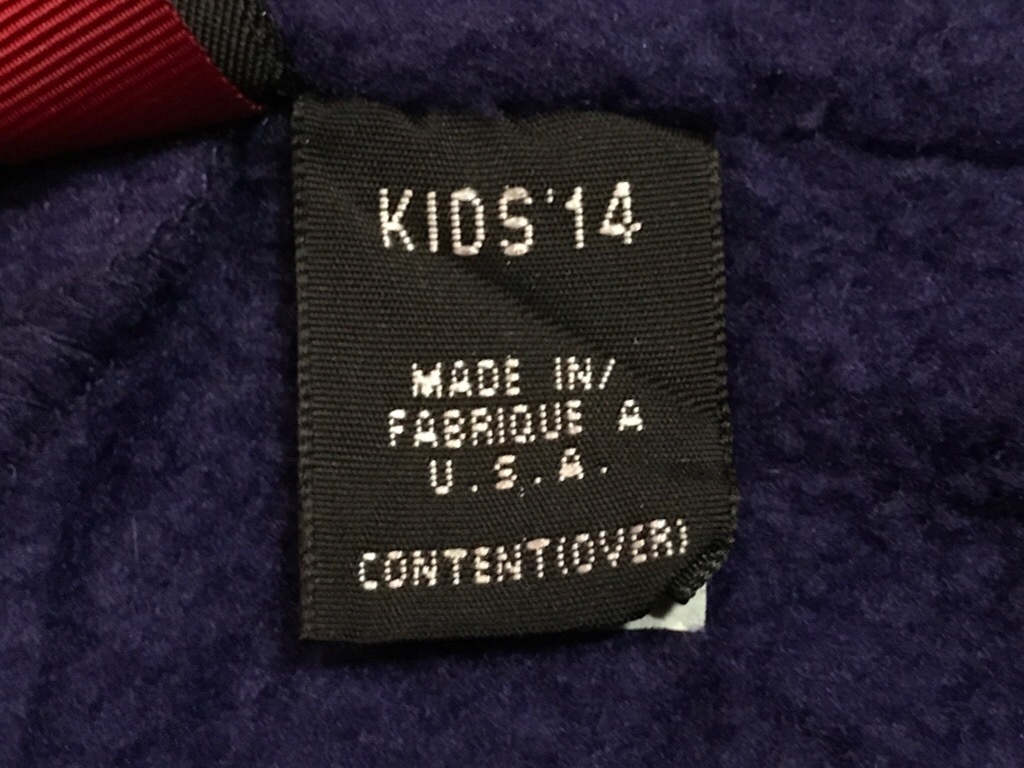 KIDS'14
MADE IN/
FABRIQUE A
U.S.A.
CONTENT(OVER)